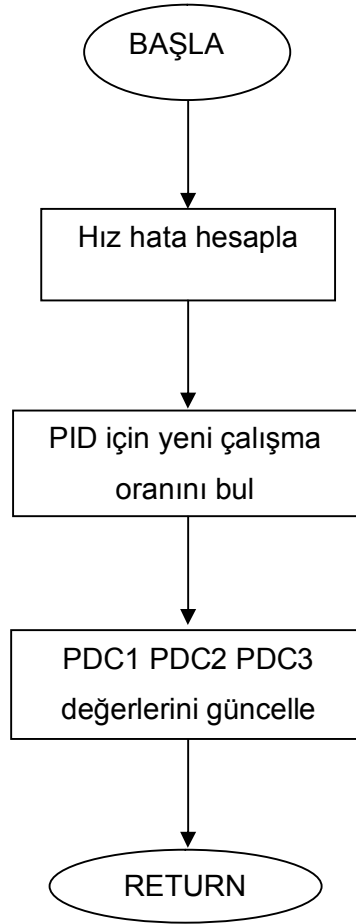 BAŞLA
Hız hata hesapla
PID için yeni çalışma
oranını bul
PDC1 PDC2 PDC3
değerlerini güncelle
RETURN